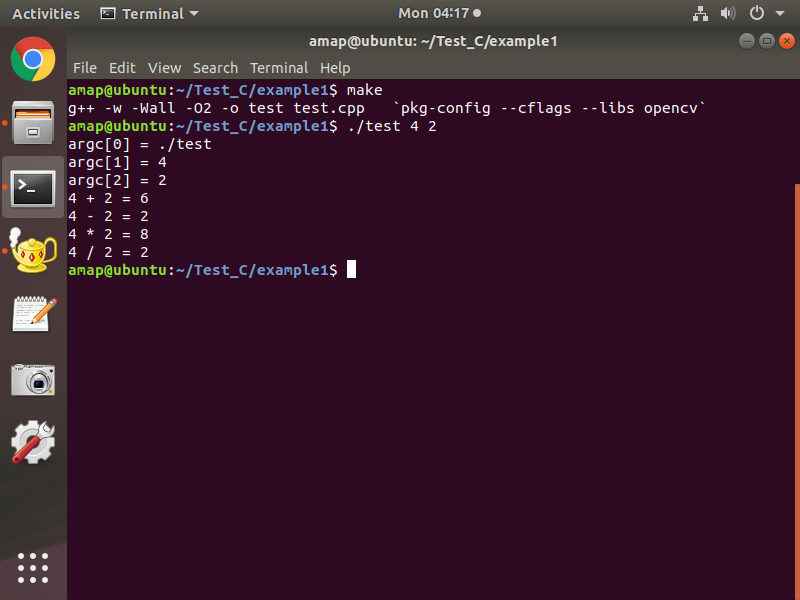 Activities Terminal Mon 04:17
amap@ubuntu: ~/Test_C/example1
File Edit View Search Terminal Help
amap@ubuntu:~/Test_C/example1$ make
g++ -w -Wall -O2 -o test test.cpp   `pkg-config --cflags --libs opencv`
amap@ubuntu:~/Test_C/example1$ ./test 4 2
argc[0] = ./test
argc[1] = 4
argc[2] = 2
4 + 2 = 6
4 - 2 = 2
4 * 2 = 8
4 / 2 = 2
amap@ubuntu:~/Test_C/example1$